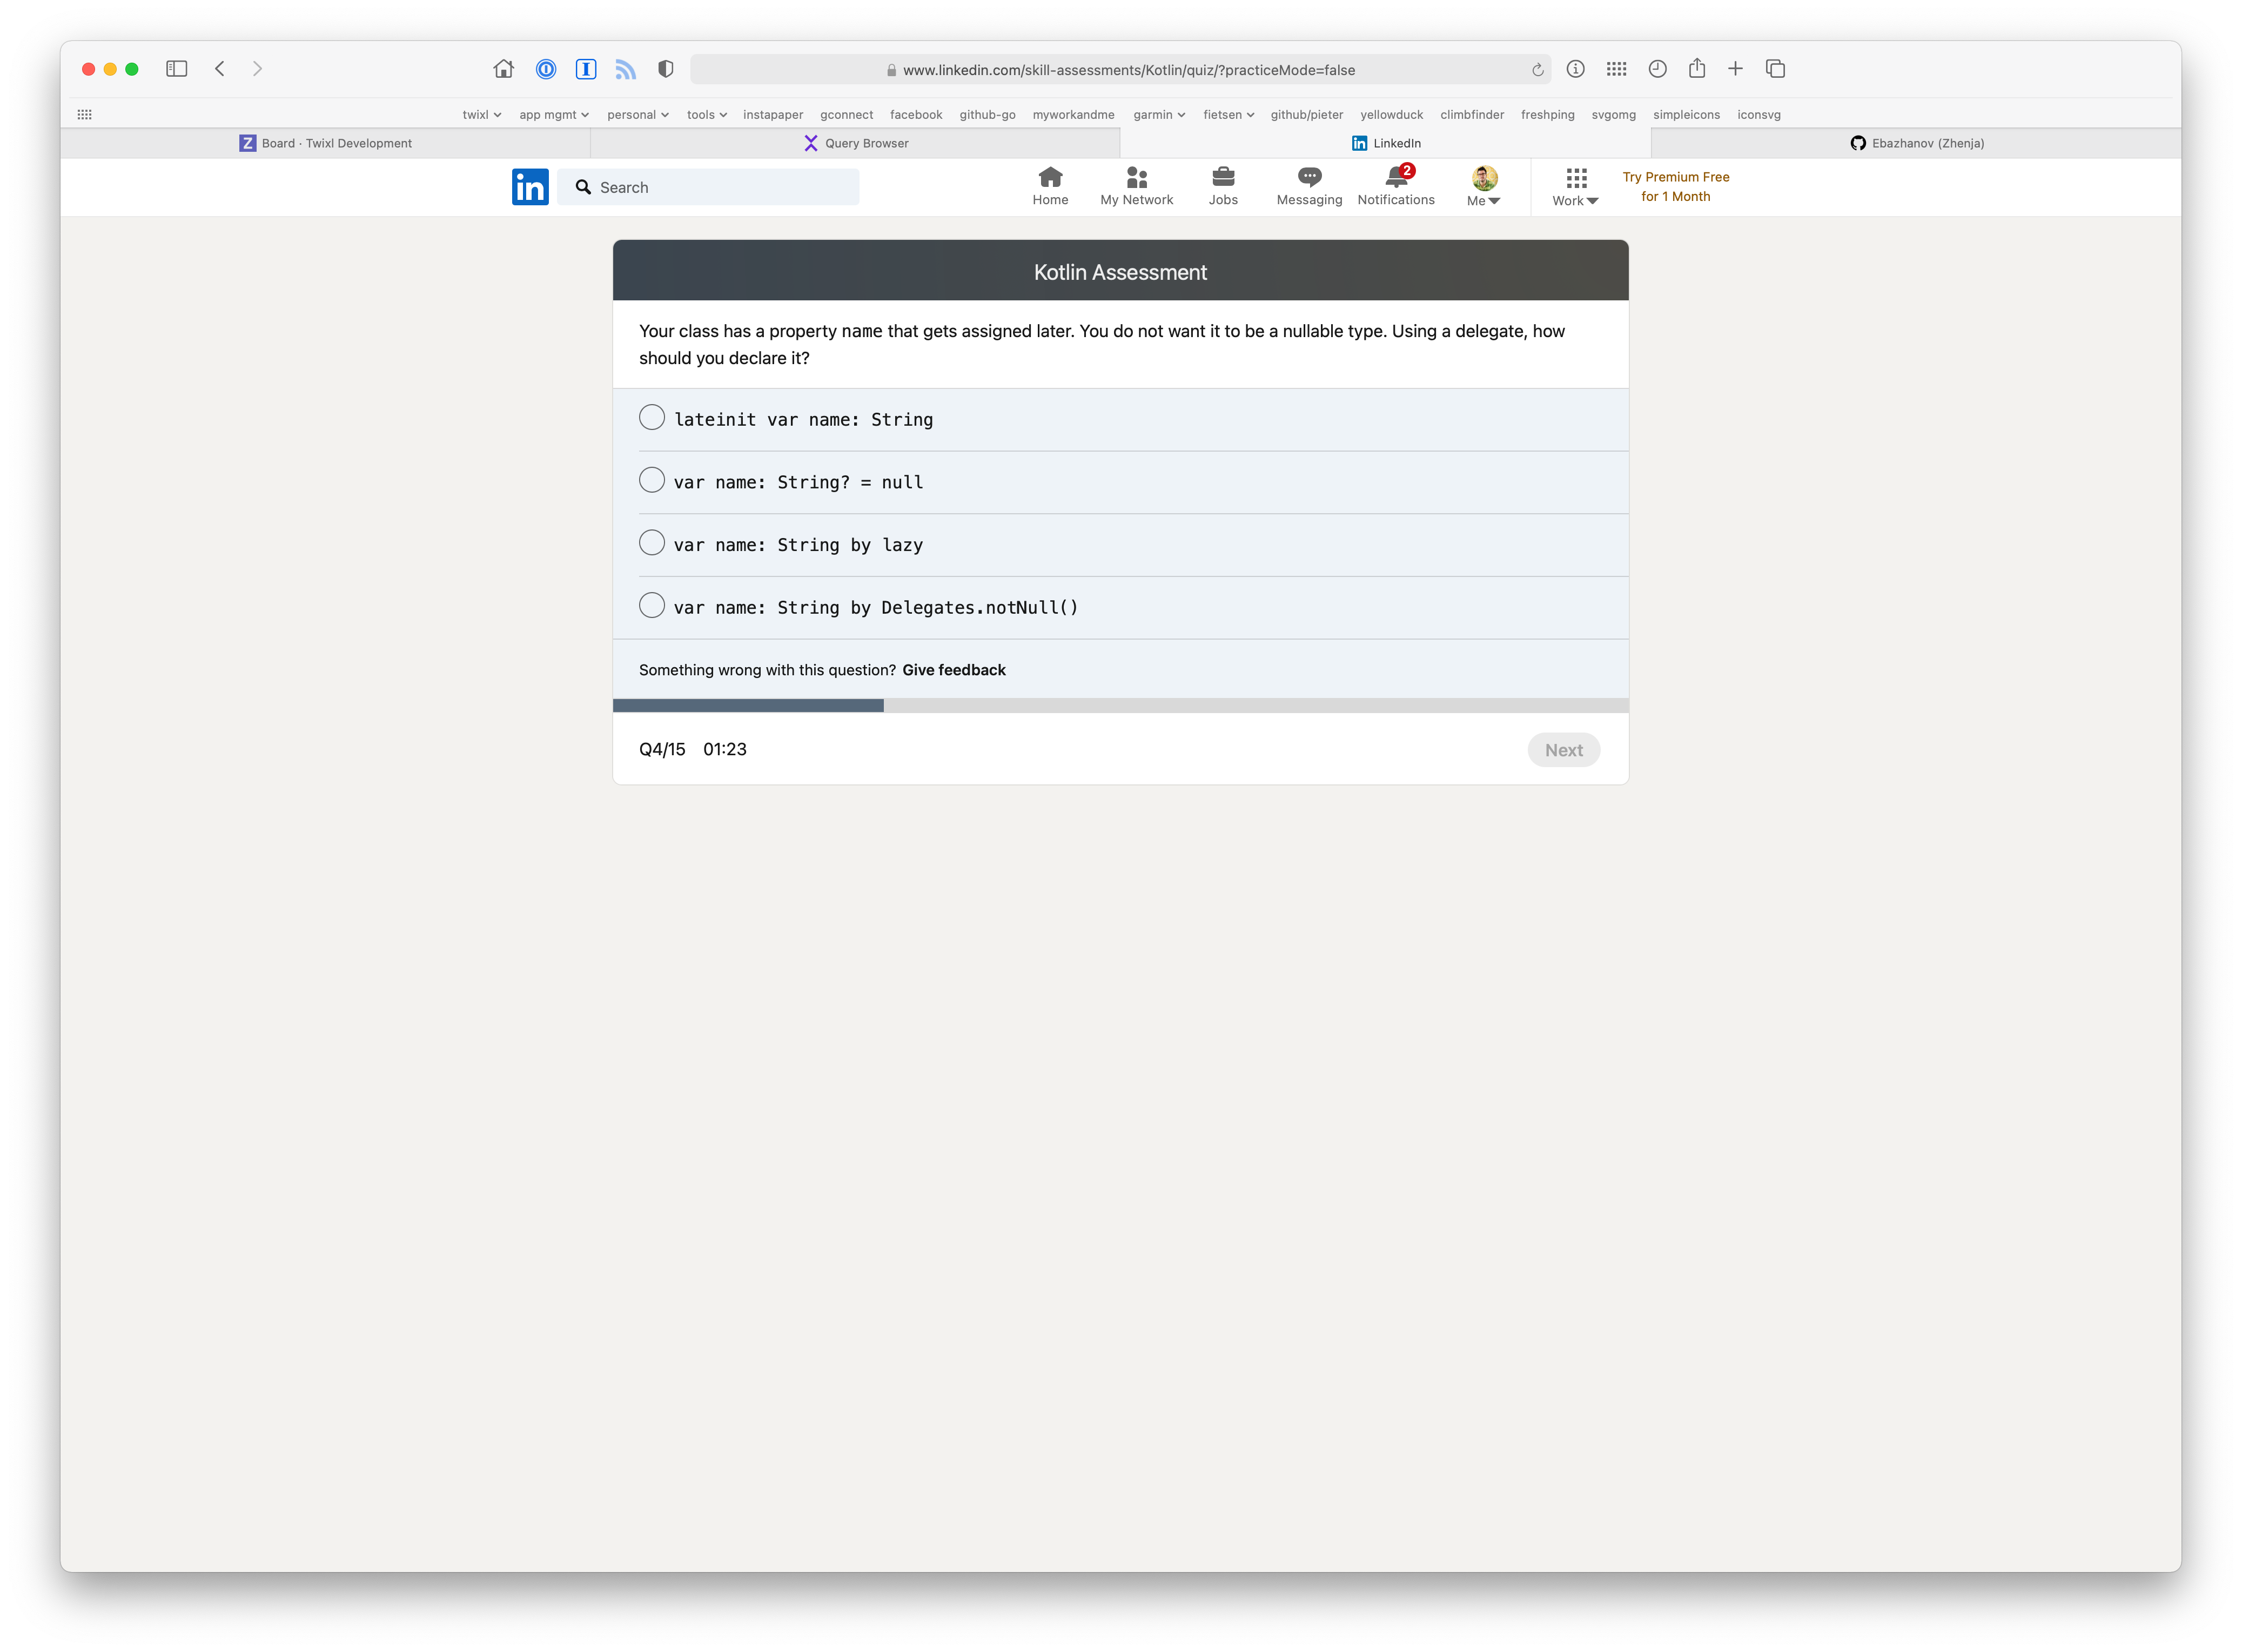 www.linkedin.com/skill-assessments/Kotlin/quiz/?practiceMode=false
twixl app mgmt personal tools instapaper gconnect facebook github-go myworkandme garmin fietsen github/pieter yellowduck climbfinder freshping svgomg simpleicons iconsvg
Z Board · Twixl Development Query Browser in LinkedIn Ebazhanov (Zhenja)
in Search
2
Home My Network Jobs Messaging Notifications Me Work
Try Premium Free
for 1 Month
Kotlin Assessment
Your class has a property name that gets assigned later. You do not want it to be a nullable type. Using a delegate, how
should you declare it?
lateinit var name: String
var name: String? = null
var name: String by lazy
var name: String by Delegates.notNull()
Something wrong with this question? Give feedback
Q4/15 01:23 Next